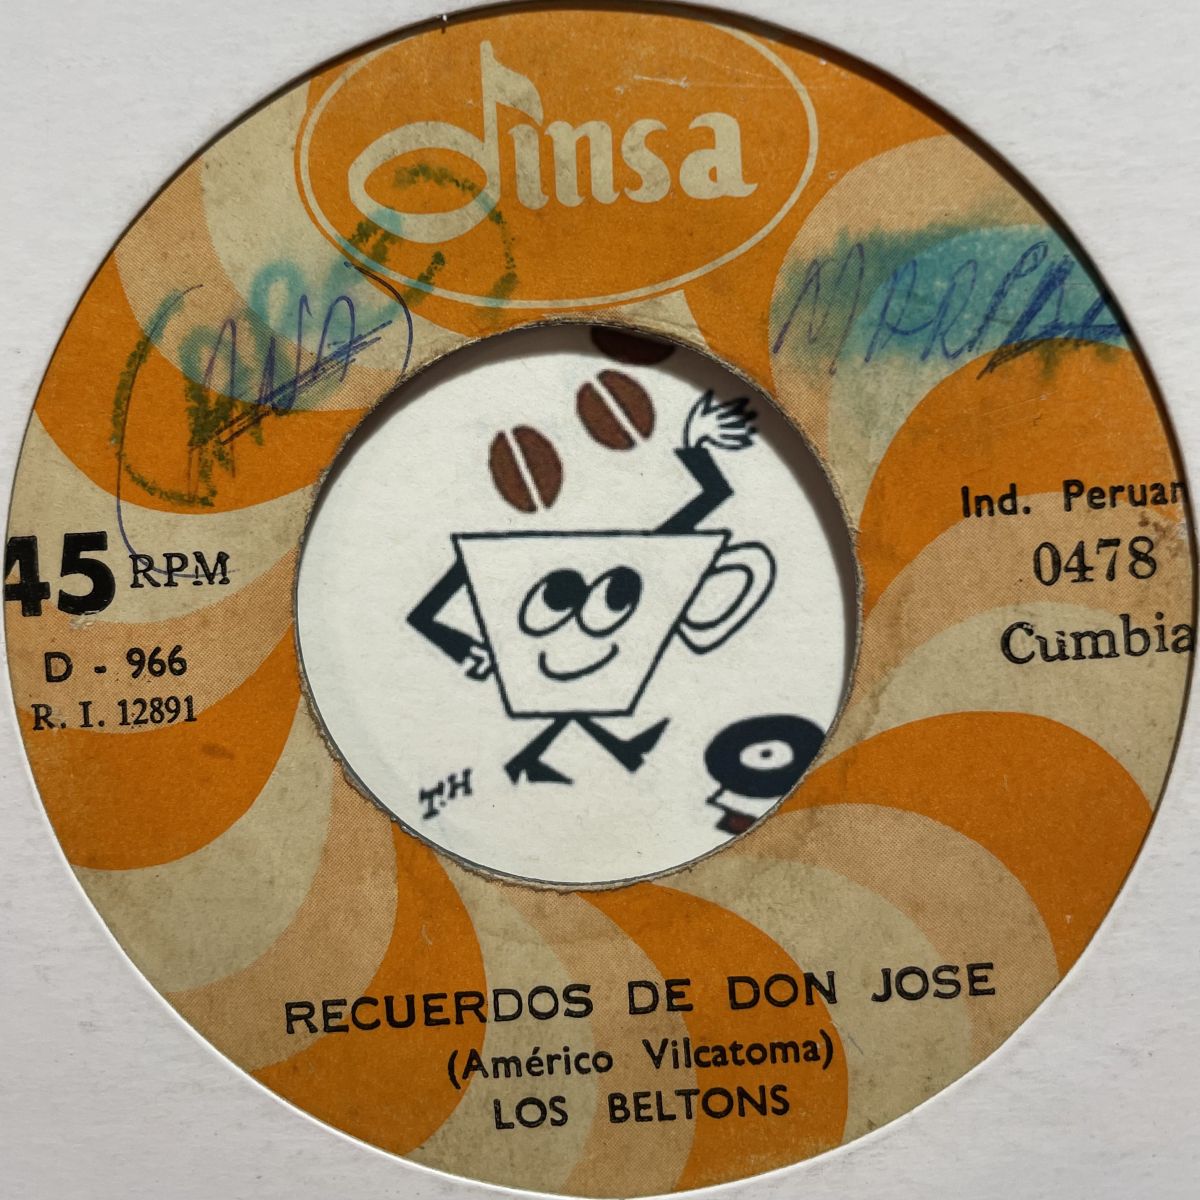 Dinsa
45 RPM
D - 966
R. I. 12891
Ind. Peruan
0478
Cumbia
T.H
RECUERDOS DE DON JOSE
(Américo Vilcatoma)
LOS BELTONS